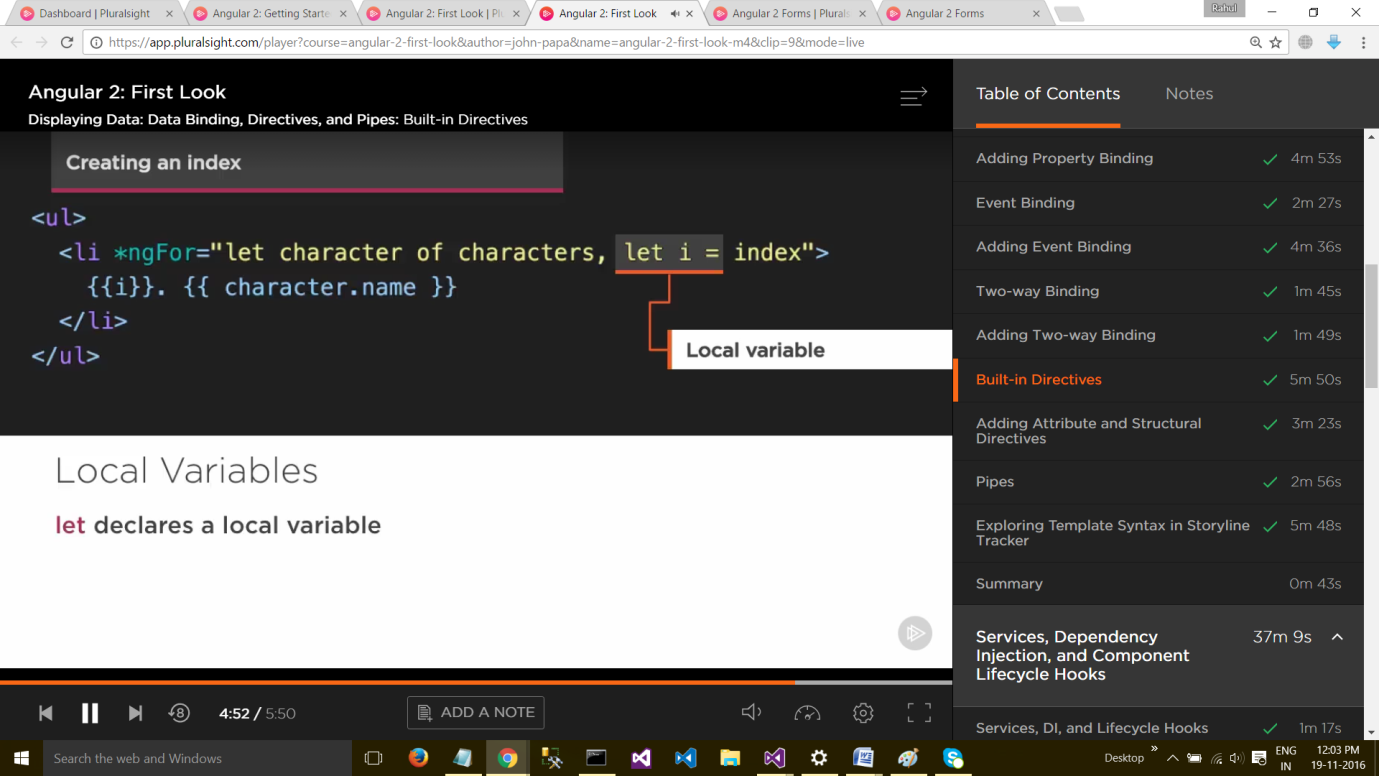 Dashboard | Pluralsight
Angular 2: Getting Starte
Angular 2: First Look | Pl
Angular 2: First Look
Angular 2 Forms | Plurals
Angular 2 Forms
Rahul
https://app.pluralsight.com/player?course=angular-2-first-look&author=john-papa&name=angular-2-first-look-m4&clip=9&mode=live
Angular 2: First Look
Displaying Data: Data Binding, Directives, and Pipes: Built-in Directives
Creating an index
<ul>
<li *ngFor="let character of characters, let i = index">
{{i}}. {{ character.name }}
</li>
</ul>
Local variable
Local Variables
let declares a local variable
8
4:52 / 5:50
ADD A NOTE
Table of Contents
Notes
Adding Property Binding 4m 53s
Event Binding 2m 27s
Adding Event Binding 4m 36s
Two-way Binding 1m 45s
Adding Two-way Binding 1m 49s
Built-in Directives 5m 50s
Adding Attribute and Structural 3m 23s
Directives
Pipes 2m 56s
Exploring Template Syntax in Storyline 5m 48s
Tracker
Summary 0m 43s
Services, Dependency 37m 9s
Injection, and Component
Lifecycle Hooks
Services, DI, and Lifecycle Hooks 1m 17s
Search the web and Windows
Desktop
ENG
IN
12:03 PM
19-11-2016